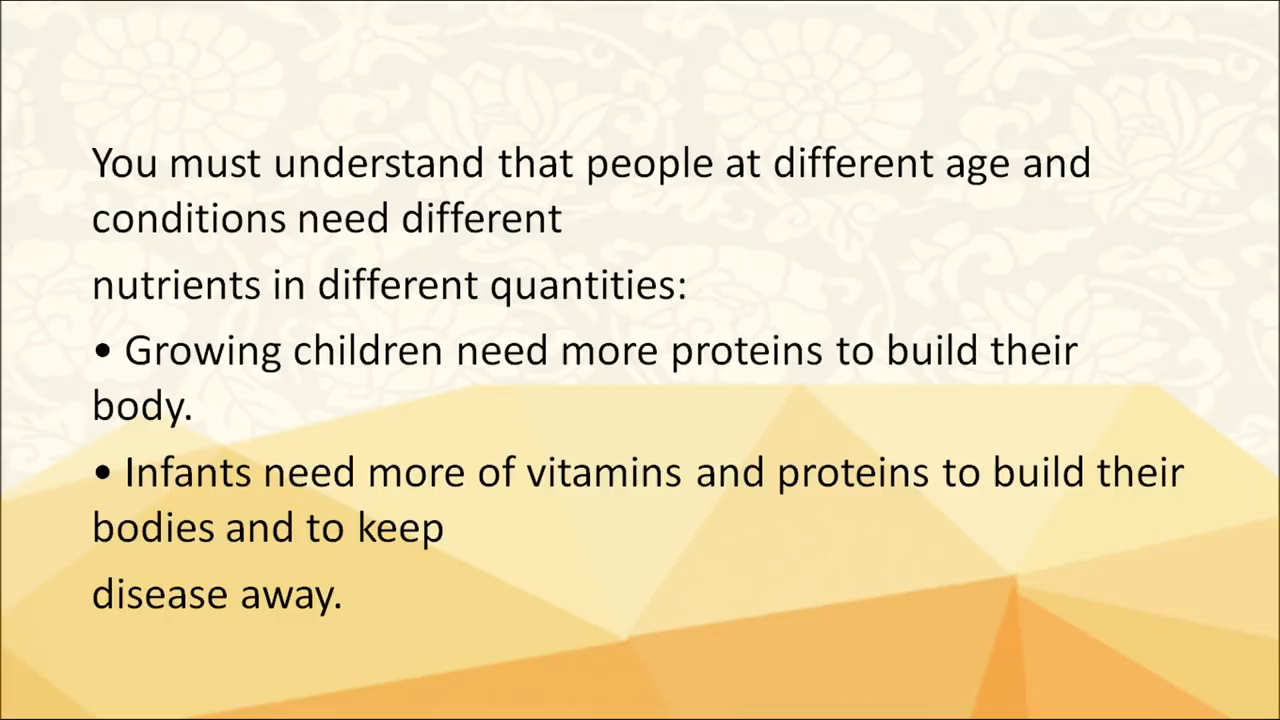 You must understand that people at different age and
conditions need different
nutrients in different quantities:
• Growing children need more proteins to build their
body.
• Infants need more of vitamins and proteins to build their
bodies and to keep
disease away.